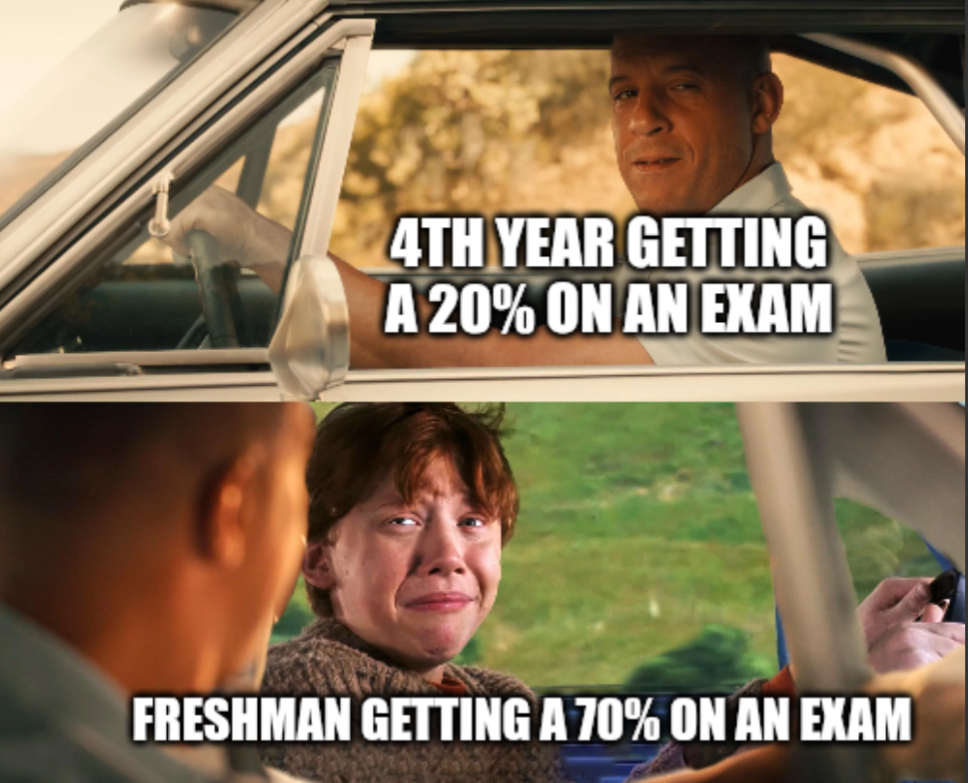 4TH YEAR GETTING
A 20% ON AN EXAM
FRESHMAN GETTING A 70% ON AN EXAM